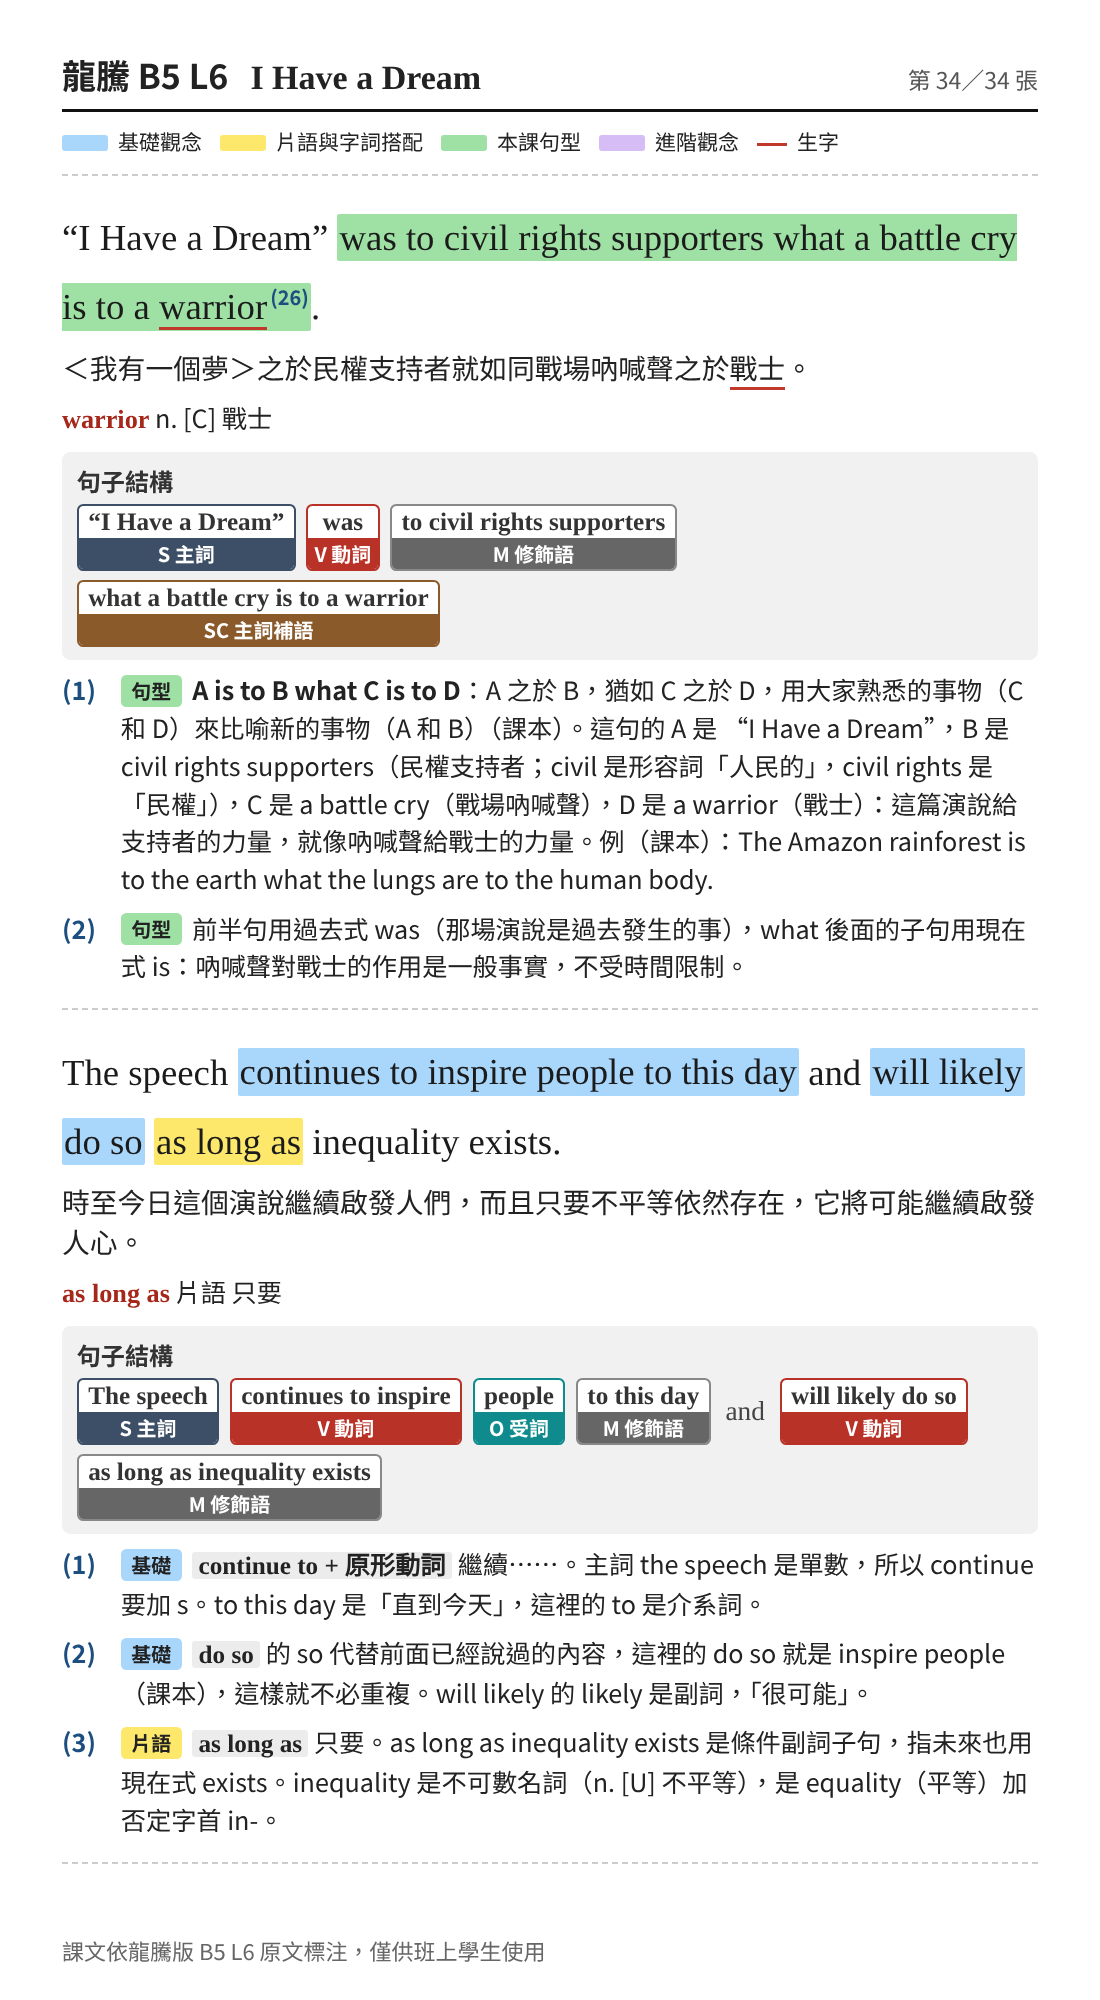 龍騰 B5 L6 I Have a Dream 第 34／34 張
基礎觀念 片語與字詞搭配 本課句型 進階觀念 生字
“I Have a Dream” was to civil rights supporters what a battle cry
is to a warrior(26).
＜我有一個夢＞之於民權支持者就如同戰場吶喊聲之於戰士。
warrior n. [C] 戰士
句子結構
“I Have a Dream” was to civil rights supporters
S 主詞 V 動詞 M 修飾語
what a battle cry is to a warrior
SC 主詞補語
(1) 句型 A is to B what C is to D：A 之於 B，猶如 C 之於 D，用大家熟悉的事物（C
和 D）來比喻新的事物（A 和 B）（課本）。這句的 A 是 “I Have a Dream”，B 是
civil rights supporters（民權支持者；civil 是形容詞「人民的」，civil rights 是
「民權」），C 是 a battle cry（戰場吶喊聲），D 是 a warrior（戰士）：這篇演說給
支持者的力量，就像吶喊聲給戰士的力量。例（課本）：The Amazon rainforest is
to the earth what the lungs are to the human body.
(2) 句型 前半句用過去式 was（那場演說是過去發生的事），what 後面的子句用現在
式 is：吶喊聲對戰士的作用是一般事實，不受時間限制。
The speech continues to inspire people to this day and will likely
do so as long as inequality exists.
時至今日這個演說繼續啟發人們，而且只要不平等依然存在，它將可能繼續啟發
人心。
as long as 片語 只要
句子結構
The speech continues to inspire people to this day and will likely do so
S 主詞 V 動詞 O 受詞 M 修飾語 V 動詞
as long as inequality exists
M 修飾語
(1) 基礎 continue to + 原形動詞 繼續⋯⋯。主詞 the speech 是單數，所以 continue
要加 s。to this day 是「直到今天」，這裡的 to 是介系詞。
(2) 基礎 do so 的 so 代替前面已經說過的內容，這裡的 do so 就是 inspire people
（課本），這樣就不必重複。will likely 的 likely 是副詞，「很可能」。
(3) 片語 as long as 只要。as long as inequality exists 是條件副詞子句，指未來也用
現在式 exists。inequality 是不可數名詞（n. [U] 不平等），是 equality（平等）加
否定字首 in-。
課文依龍騰版 B5 L6 原文標注，僅供班上學生使用